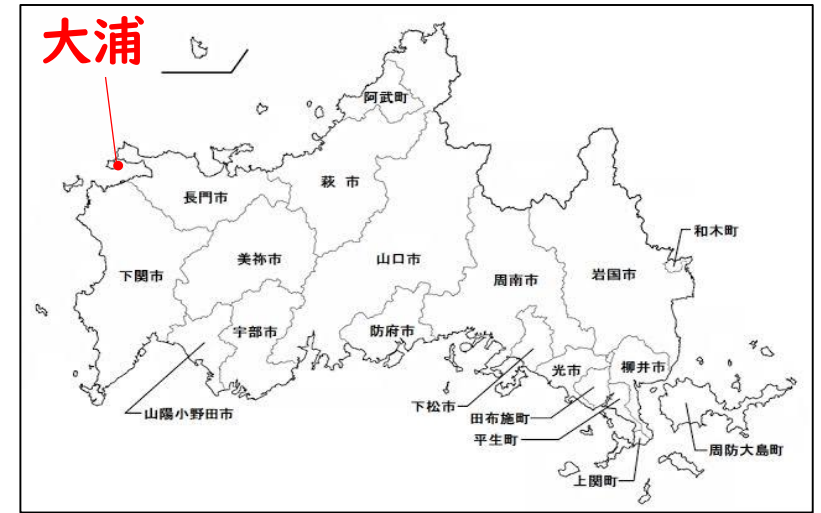 大浦
阿武町
萩市
長門市
和木町
美祢市
山口市
下関市
周南市
岩国市
宇部市
防府市
光市
柳井市
下松市
山陽小野田市
田布施町
平生町
周防大島町
上関町